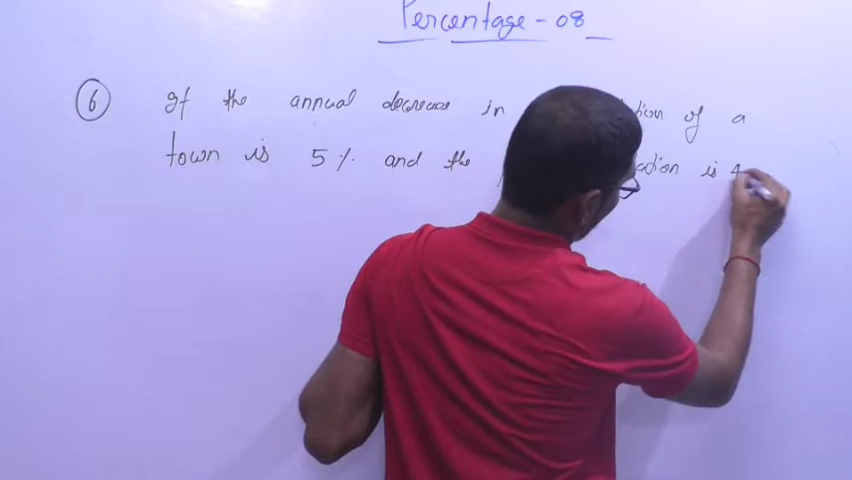 Percentage - 08
6 If the annual decrease in of a
town is 5% and the is 4